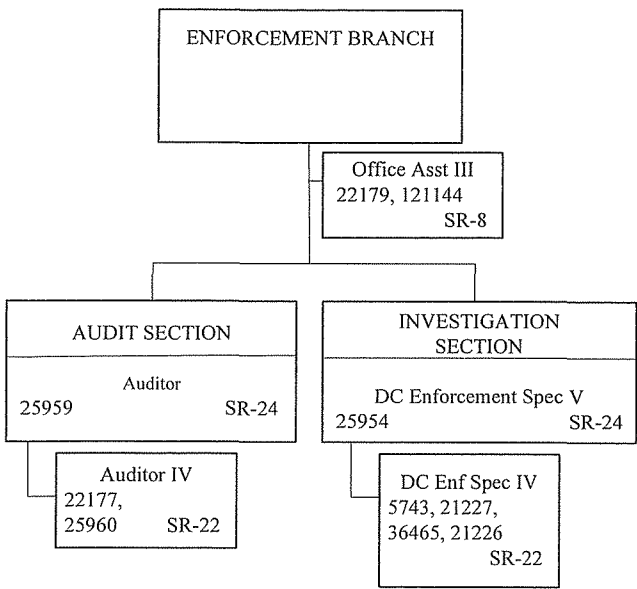 ENFORCEMENT BRANCH
Office Asst III
22179, 121144
SR-8
AUDIT SECTION
Auditor
25959 SR-24
Auditor IV
22177,
25960 SR-22
INVESTIGATION
SECTION
DC Enforcement Spec V
25954 SR-24
DC Enf Spec IV
5743, 21227,
36465, 21226
SR-22